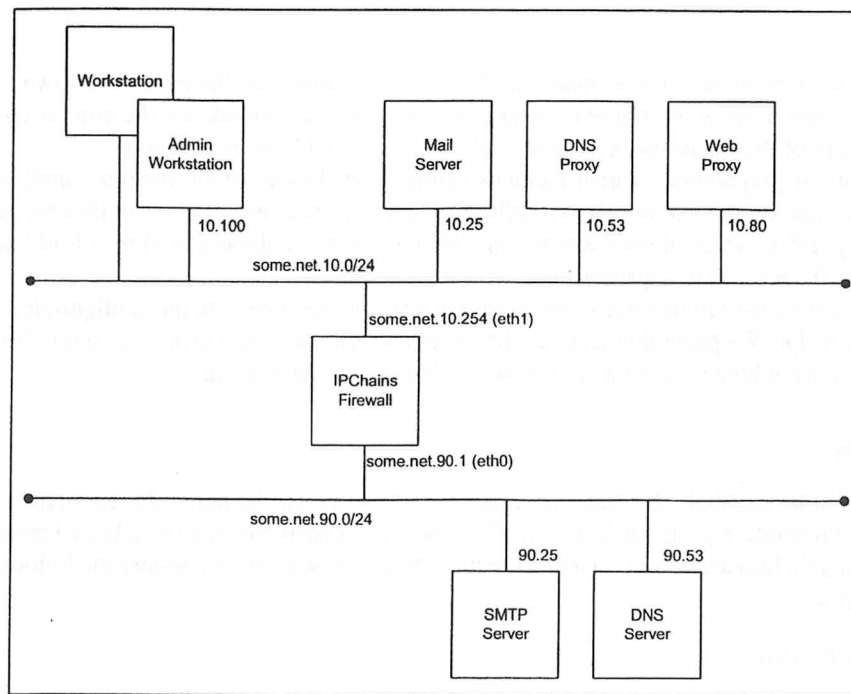 Workstation
Admin
Workstation
Mail
Server
DNS
Proxy
Web
Proxy
10.100
10.25
10.53
10.80
some.net.10.0/24
some.net.10.254 (eth1)
IPChains
Firewall
some.net.90.1 (eth0)
some.net.90.0/24
90.25
90.53
SMTP
Server
DNS
Server